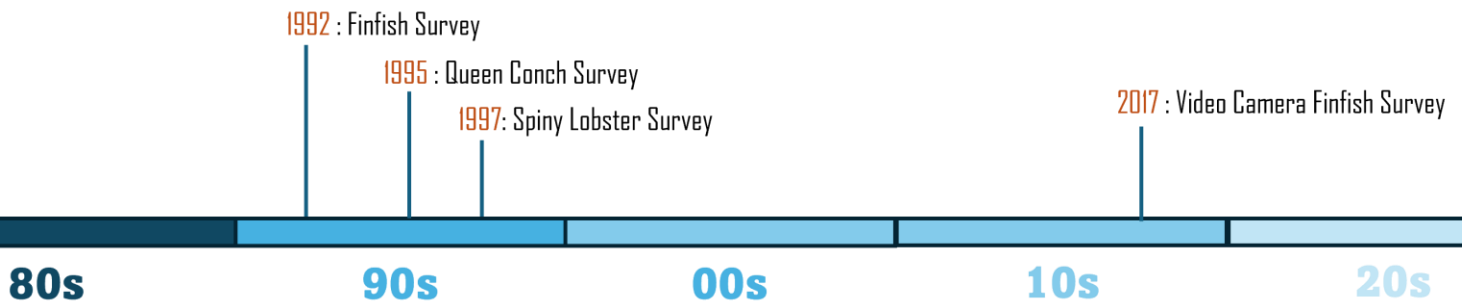 1992 : Finfish Survey
1995 : Queen Conch Survey
1997: Spiny Lobster Survey
2017 : Video Camera Finfish Survey
80s
90s
00s
10s
20s